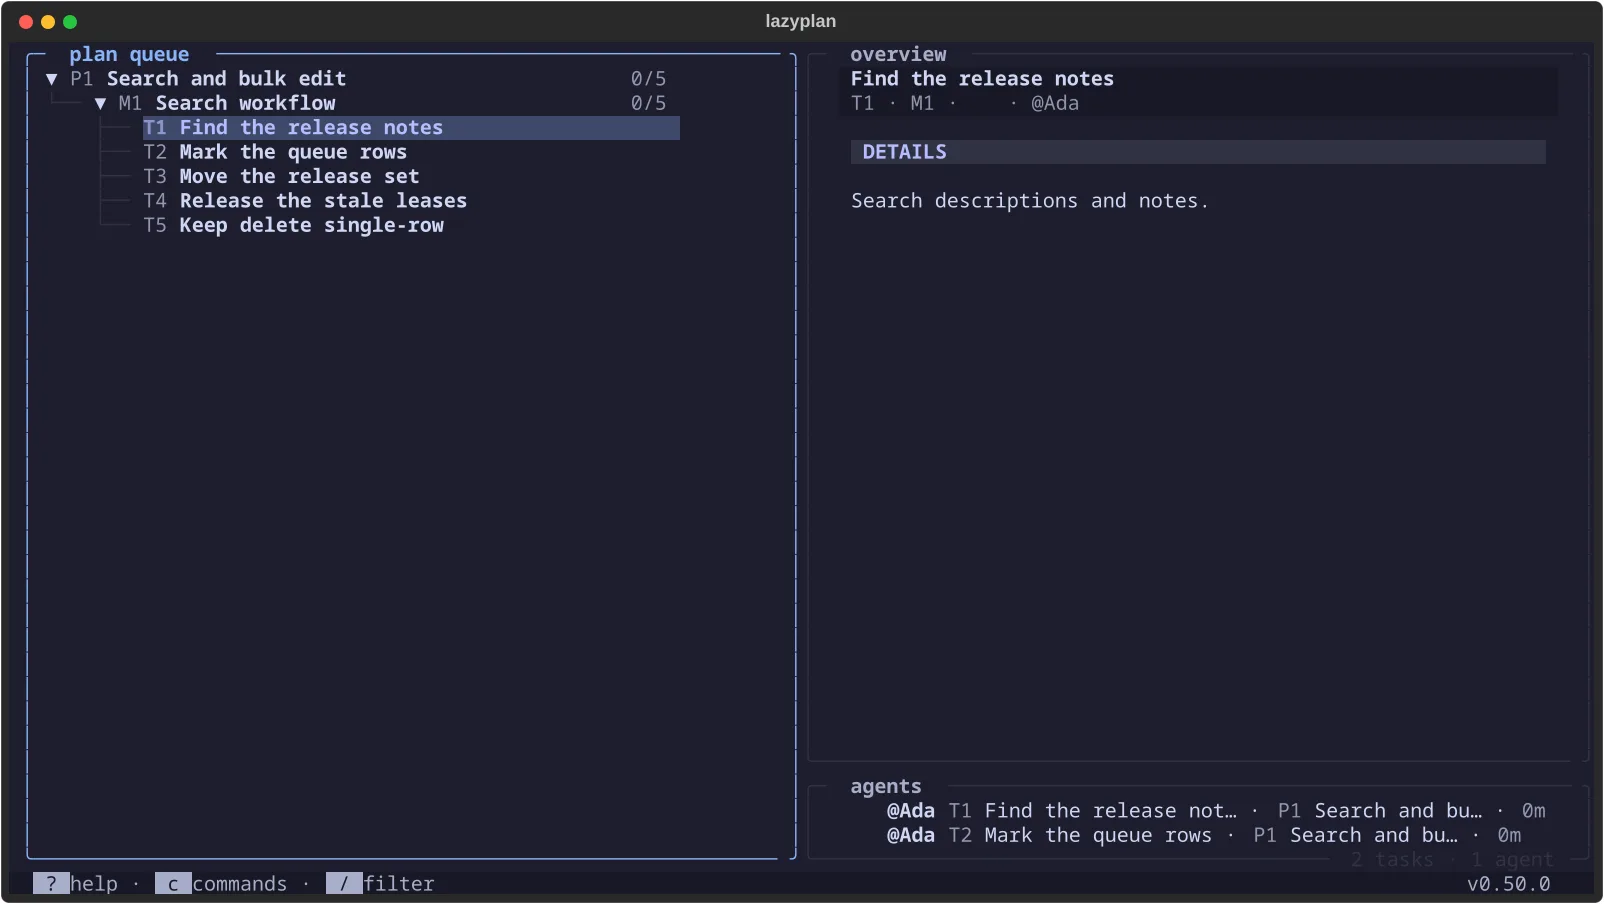 lazyplan
plan queue
▼ P1 Search and bulk edit 0/5
▼ M1 Search workflow 0/5
T1 Find the release notes
T2 Mark the queue rows
T3 Move the release set
T4 Release the stale leases
T5 Keep delete single-row
overview
Find the release notes
T1 · M1 · · @Ada
DETAILS
Search descriptions and notes.
agents
@Ada T1 Find the release not… · P1 Search and bu… · 0m
@Ada T2 Mark the queue rows · P1 Search and bu… · 0m
2 tasks · 1 agent
? help · c commands · / filter
v0.50.0